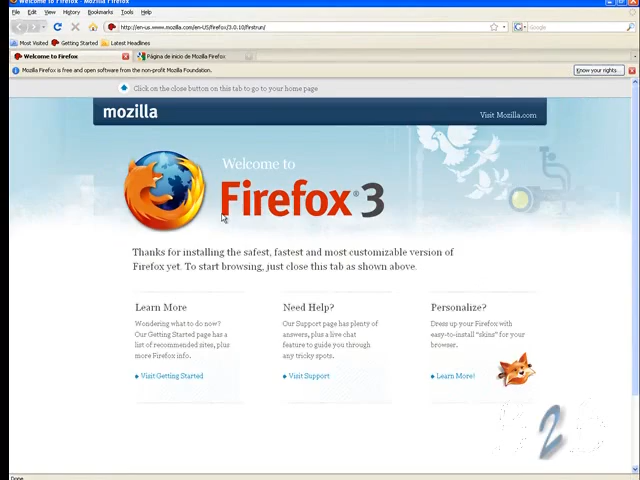 Welcome to Firefox - Mozilla Firefox
File Edit View History Bookmarks Tools Help
http://en-us.www.mozilla.com/en-US/firefox/3.0.10/firstrun/
Google
Most Visited Getting Started Latest Headlines
Welcome to Firefox Página de inicio de Mozilla Firefox
Mozilla Firefox is free and open source software from the non-profit Mozilla Foundation.
Know your rights...
Click on the close button on this tab to go to your home page
mozilla
Visit Mozilla.com
Welcome to
Firefox® 3
Thanks for installing the safest, fastest and most customizable version of
Firefox yet. To start browsing, just close this tab as shown above.
Learn More
Wondering what to do now?
Our Getting Started page has a
list of recommended sites, plus
more Firefox info.
Visit Getting Started
Need Help?
Our Support page has plenty of
answers, plus a live chat
feature to guide you through
any tricky spots.
Visit Support
Personalize?
Dress up your Firefox with
easy-to-install "skins" for your
browser.
Learn More!
2
Done